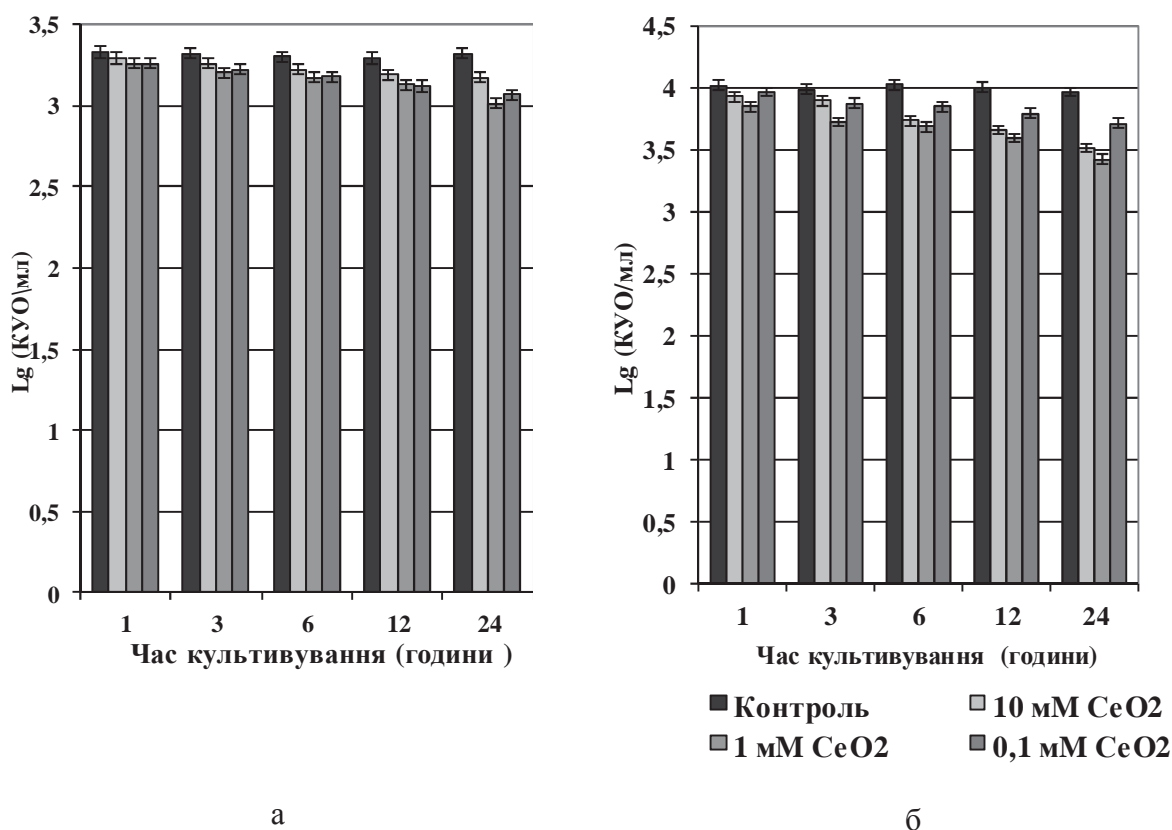 3,5
3
2,5
2
1,5
1
0,5
0
Lg (КУО\мл)
1 3 6 12 24
Час культивування (години )
а
4,5
4
3,5
3
2,5
2
1,5
1
0,5
0
Lg (КУО/мл)
1 3 6 12 24
Час культивування (години)
Контроль 10 мМ CeO2
1 мМ CeO2 0,1 мМ CeO2
б